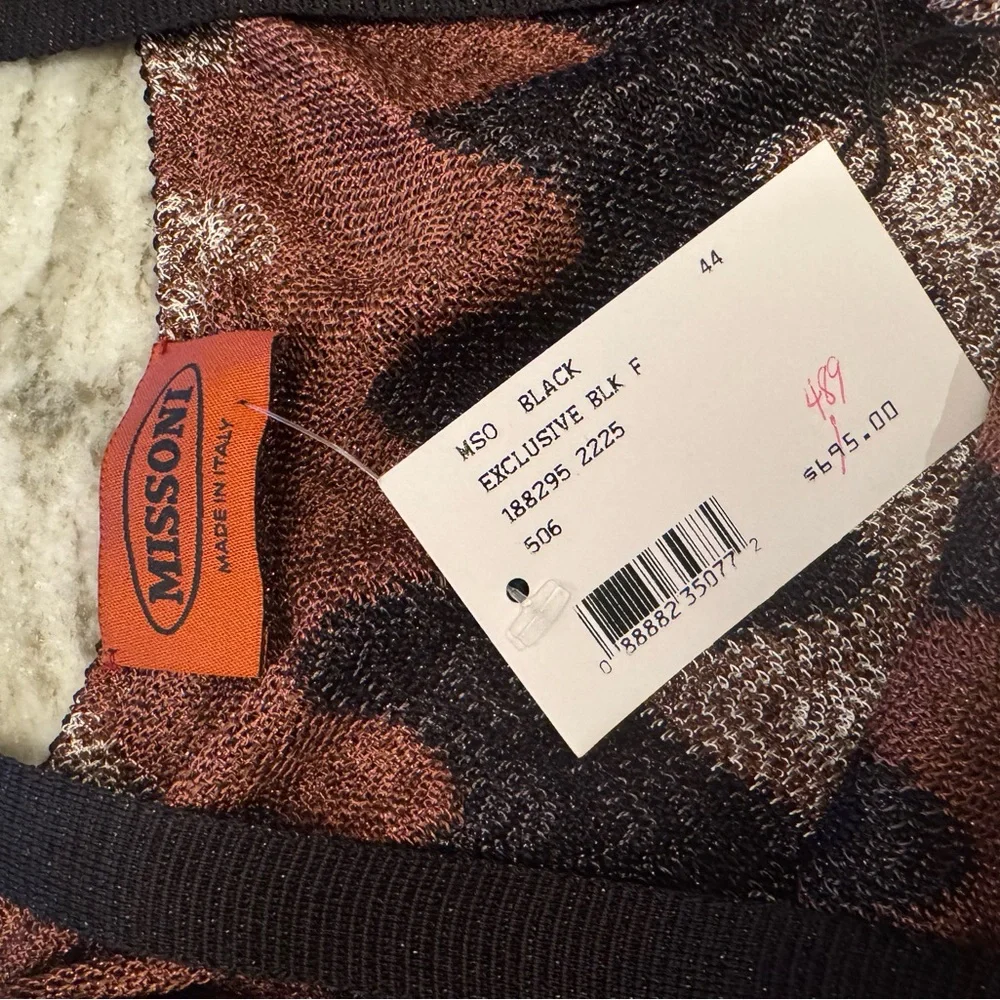 MISSONI
MADE IN ITALY
44
MSO BLACK
EXCLUSIVE BLK F
188295 2225
506
489
$695.00
0 88882 35077 2